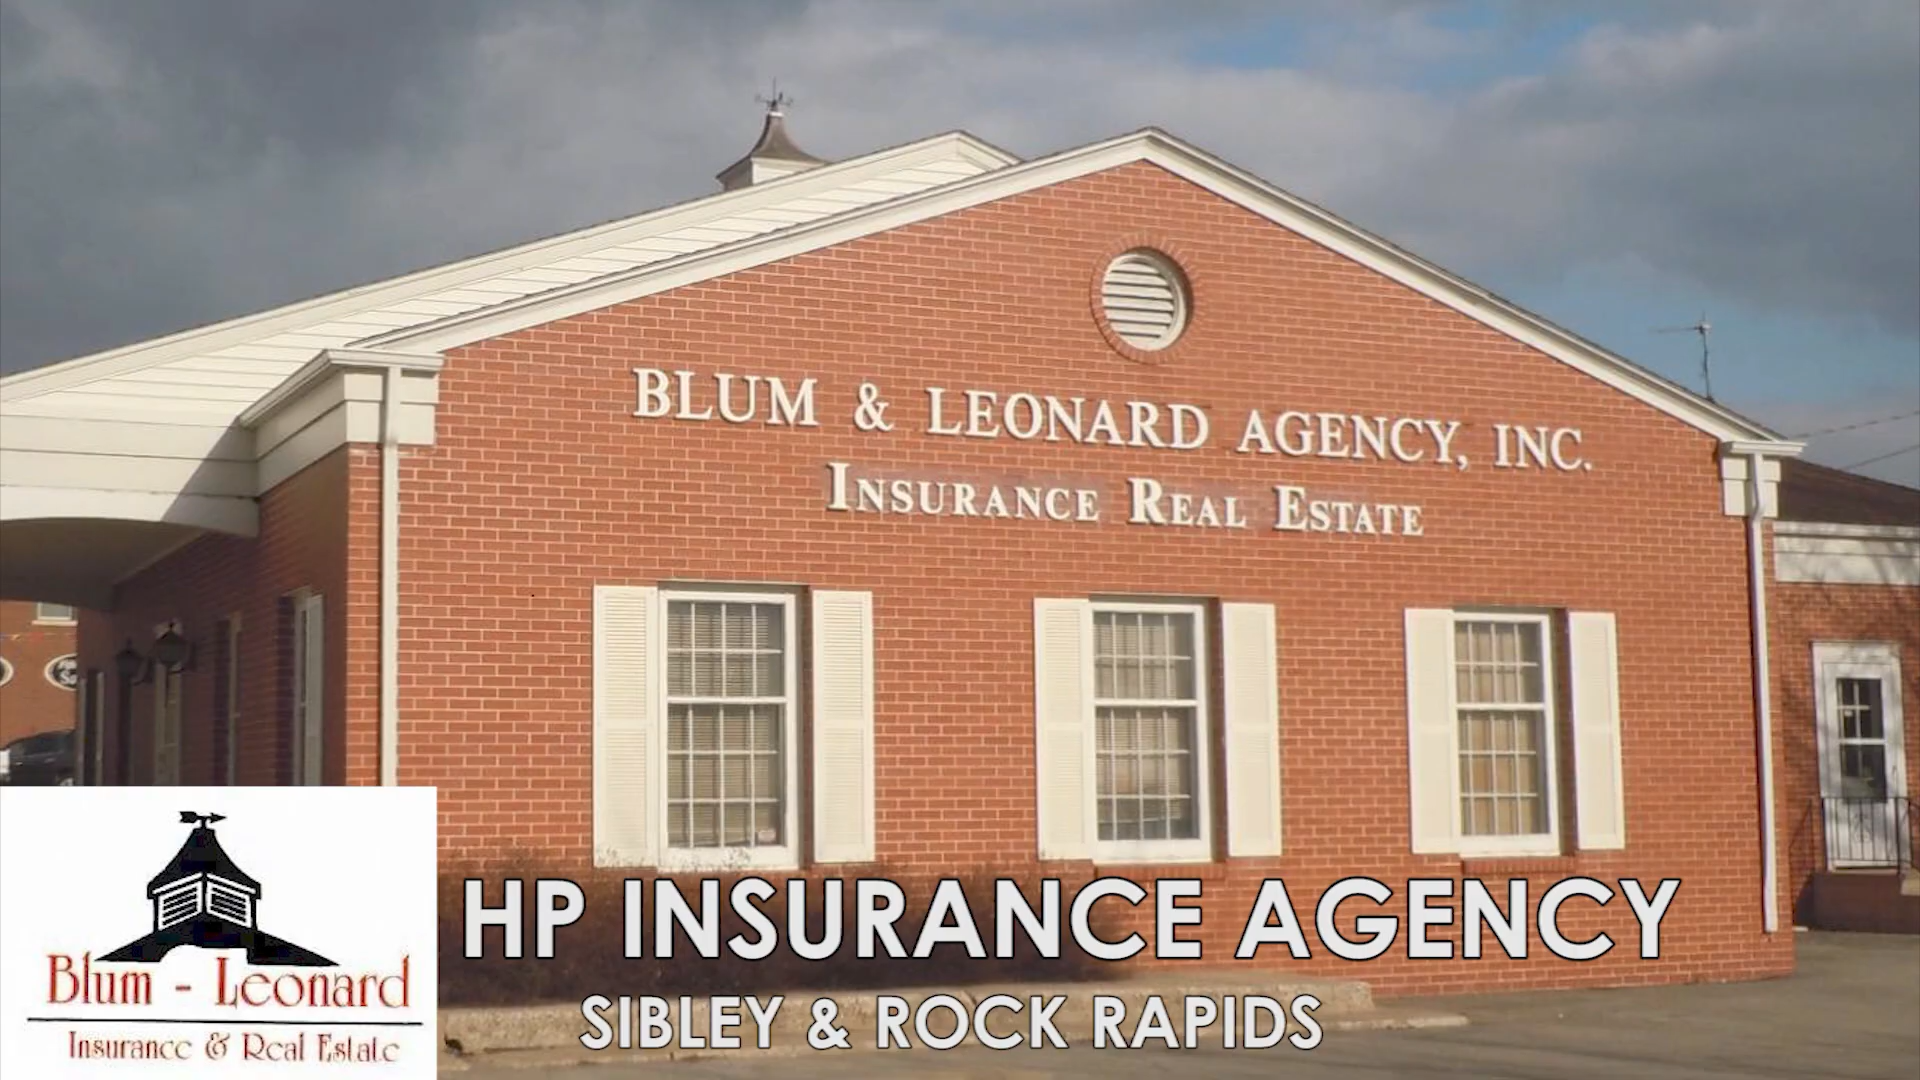 BLUM & LEONARD AGENCY, INC.
INSURANCE REAL ESTATE
HP INSURANCE AGENCY
SIBLEY & ROCK RAPIDS
Blum - Leonard
Insurance & Real Estate